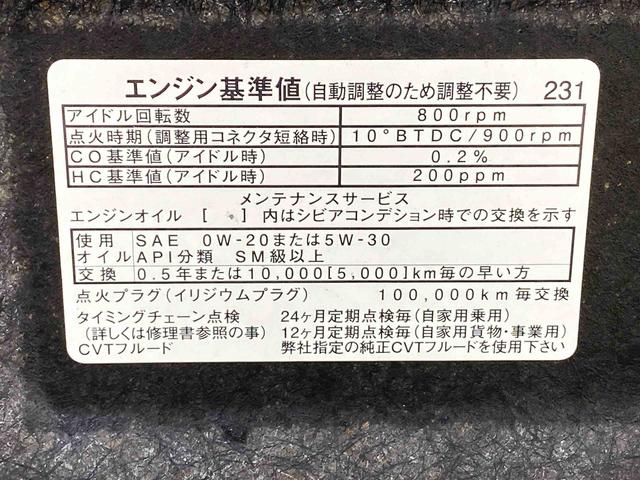 エンジン基準値(自動調整のため調整不要) 231
アイドル回転数 800rpm
点火時期(調整用コネクタ短絡時) 10°BTDC/900rpm
CO基準値(アイドル時) 0.2%
HC基準値(アイドル時) 200ppm
メンテナンスサービス
エンジンオイル [ 。] 内はシビアコンデション時での交換を示す
使用 SAE 0W-20または5W-30
オイル API分類 SM級以上
交換 0.5年または10,000[5,000]km毎の早い方
点火プラグ(イリジウムプラグ) 100,000km毎交換
タイミングチェーン点検 24ヶ月定期点検毎(自家用乗用)
(詳しくは修理書参照の事) 12ヶ月定期点検毎(自家用貨物・事業用)
CVTフルード 弊社指定の純正CVTフルードを使用下さい